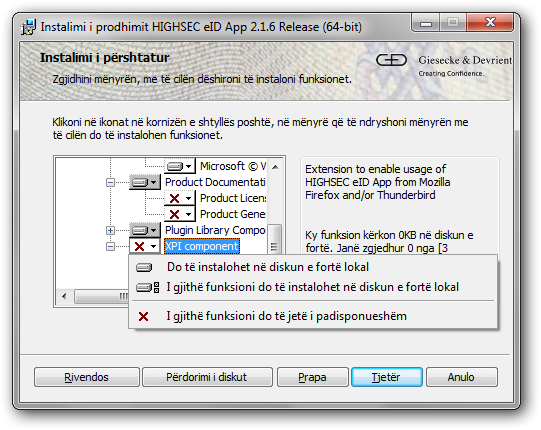 Instalimi i prodhimit HIGHSEC eID App 2.1.6 Release (64-bit)
Instalimi i përshtatur
Zgjidhni mënyrën, me të cilën dëshironi të instaloni funksionet.
Giesecke & Devrient
Creating Confidence.
Klikoni në ikonat në kornizën e shtyllës poshtë, në mënyrë që të ndryshoni mënyrën me
të cilën do të instalohen funksionet.
Microsoft © V
Product Documentati
Product Licens
Product Gene
Plugin Library Compo
XPI component
Extension to enable usage of
HIGHSEC eID App from Mozilla
Firefox and/or Thunderbird
Ky funksion kërkon 0KB në diskun e
fortë. Janë zgjedhur 0 nga [3
Do të instalohet në diskun e fortë lokal
I gjithë funksioni do të instalohet në diskun e fortë lokal
I gjithë funksioni do të jetë i padisponueshëm
Rivendos
Përdorimi i diskut
Prapa
Tjetër
Anulo